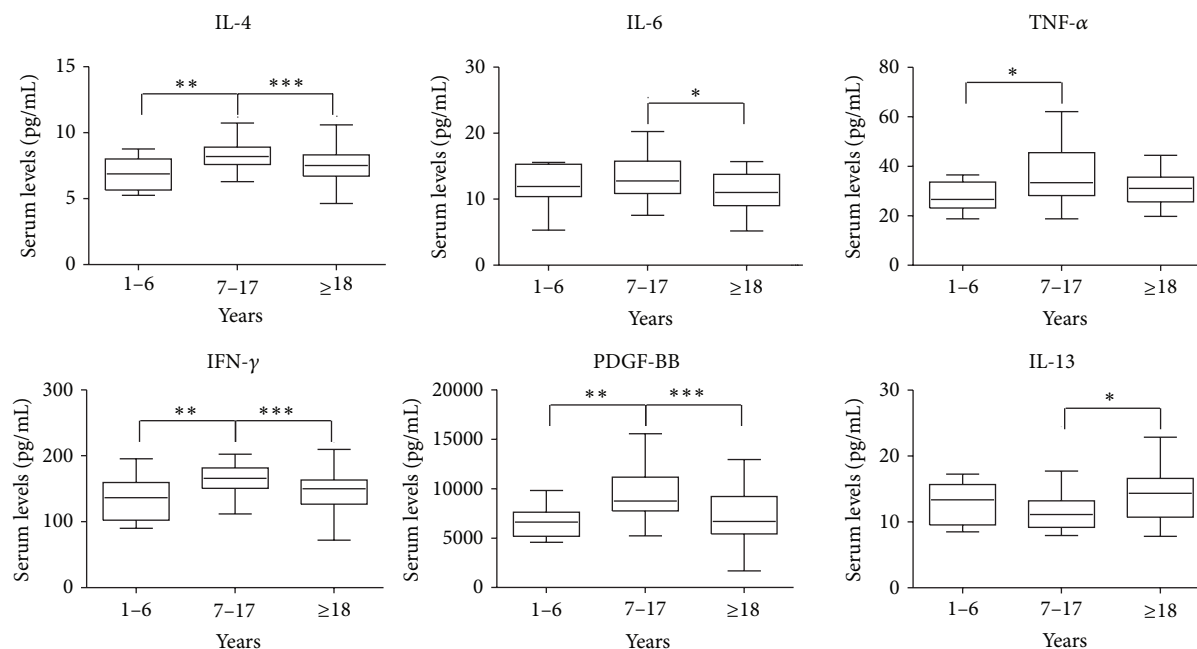 IL-4
Serum levels (pg/mL)
15
10
5
0
** ***
1–6 7–17 ≥18
Years
IL-6
Serum levels (pg/mL)
30
20
10
0
*
1–6 7–17 ≥18
Years
TNF-α
Serum levels (pg/mL)
80
60
40
20
0
*
1–6 7–17 ≥18
Years
IFN-γ
Serum levels (pg/mL)
300
200
100
0
** ***
1–6 7–17 ≥18
Years
PDGF-BB
Serum levels (pg/mL)
20000
15000
10000
5000
0
** ***
1–6 7–17 ≥18
Years
IL-13
Serum levels (pg/mL)
30
20
10
0
*
1–6 7–17 ≥18
Years